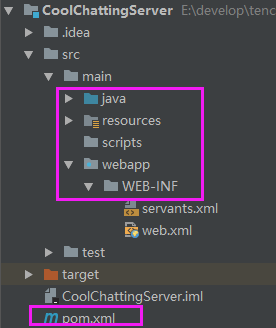 CoolChattingServer E:\develop\tenc
.idea
src
main
java
resources
scripts
webapp
WEB-INF
servants.xml
web.xml
test
target
CoolChattingServer.iml
pom.xml